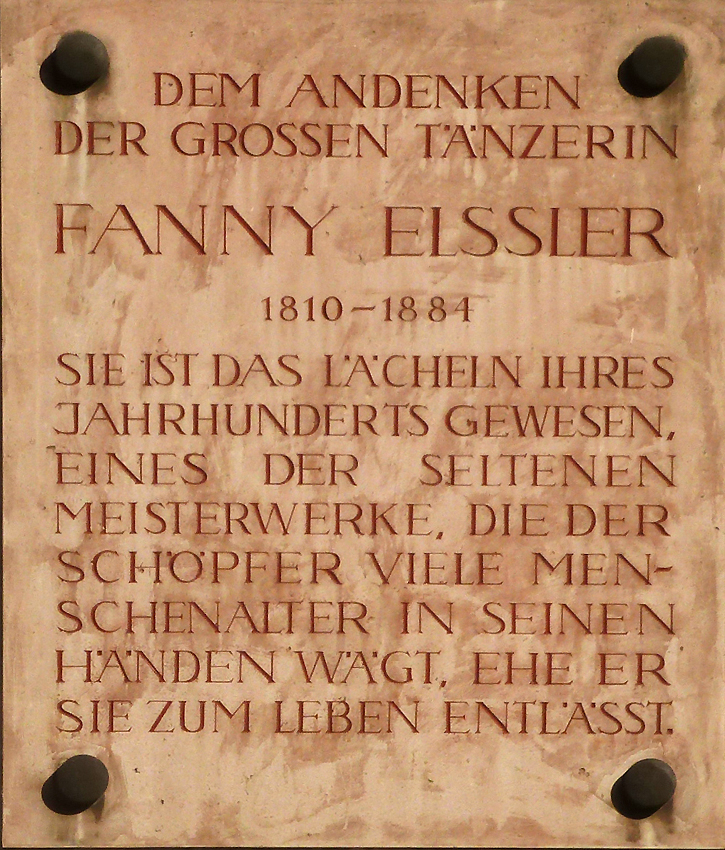 DEM ANDENKEN
DER GROSSEN TÄNZERIN
FANNY ELSSLER
1810–1884
SIE IST DAS LÄCHELN IHRES
JAHRHUNDERTS GEWESEN,
EINES DER SELTENEN
MEISTERWERKE, DIE DER
SCHÖPFER VIELE MEN-
SCHENALTER IN SEINEN
HÄNDEN WÄGT, EHE ER
SIE ZUM LEBEN ENTLÄSST.